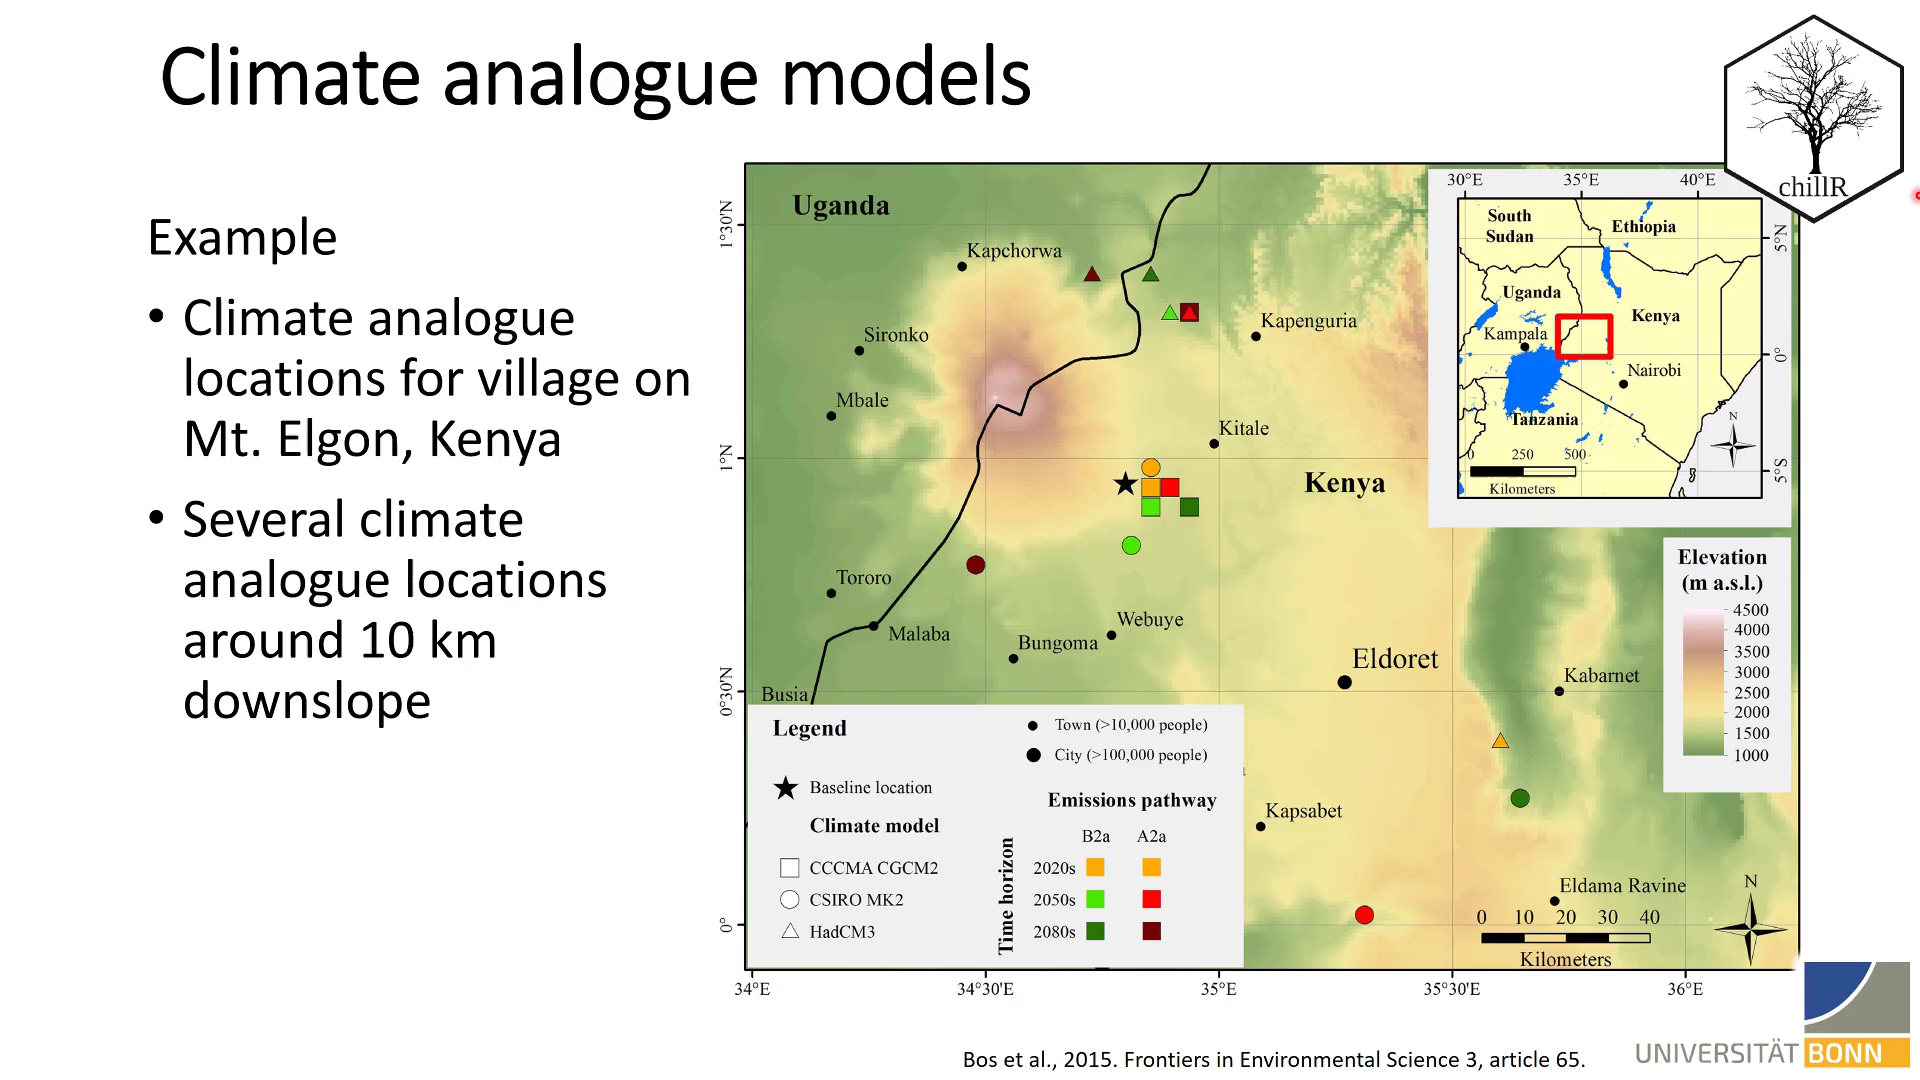 Climate analogue models
chillR
Example
• Climate analogue
locations for village on
Mt. Elgon, Kenya
• Several climate
analogue locations
around 10 km
downslope
Uganda
Kapchorwa
Sironko
Mbale
Kapenguria
Kitale
Kenya
Tororo
Malaba
Webuye
Bungoma
Eldoret
Kabarnet
Busia
Kapsabet
Eldama Ravine
1°30'N
1°N
0°30'N
0°
34°E
34°30'E
35°E
35°30'E
36°E
30°E
35°E
40°E
5°N
0°
5°S
South
Sudan
Ethiopia
Uganda
Kenya
Kampala
Nairobi
Tanzania
N
0 250 500
Kilometers
Elevation
(m a.s.l.)
4500
4000
3500
3000
2500
2000
1500
1000
Legend
Town (>10,000 people)
City (>100,000 people)
Baseline location
Climate model
CCCMA CGCM2
CSIRO MK2
HadCM3
Emissions pathway
B2a A2a
Time horizon
2020s
2050s
2080s
N
0 10 20 30 40
Kilometers
Bos et al., 2015. Frontiers in Environmental Science 3, article 65.
UNIVERSITÄT BONN